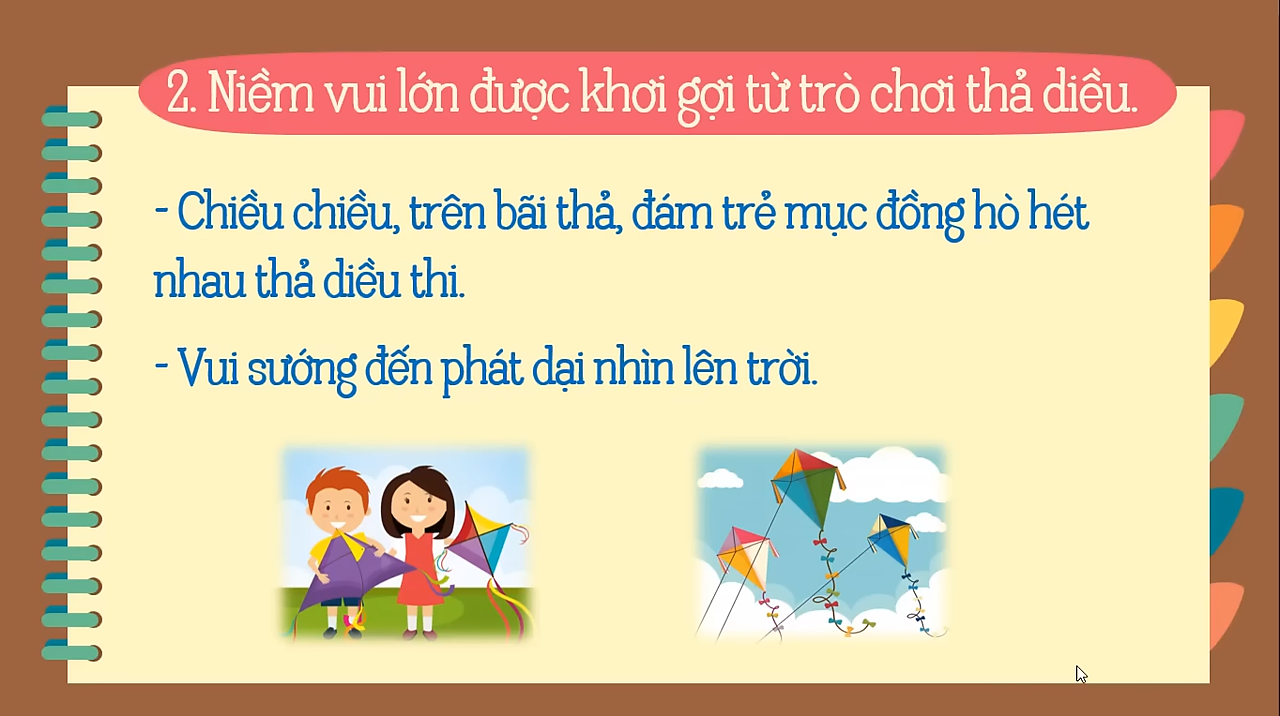 2. Niềm vui lớn được khơi gợi từ trò chơi thả diều.
- Chiều chiều, trên bãi thả, đám trẻ mục đồng hò hét
nhau thả diều thi.
- Vui sướng đến phát dại nhìn lên trời.